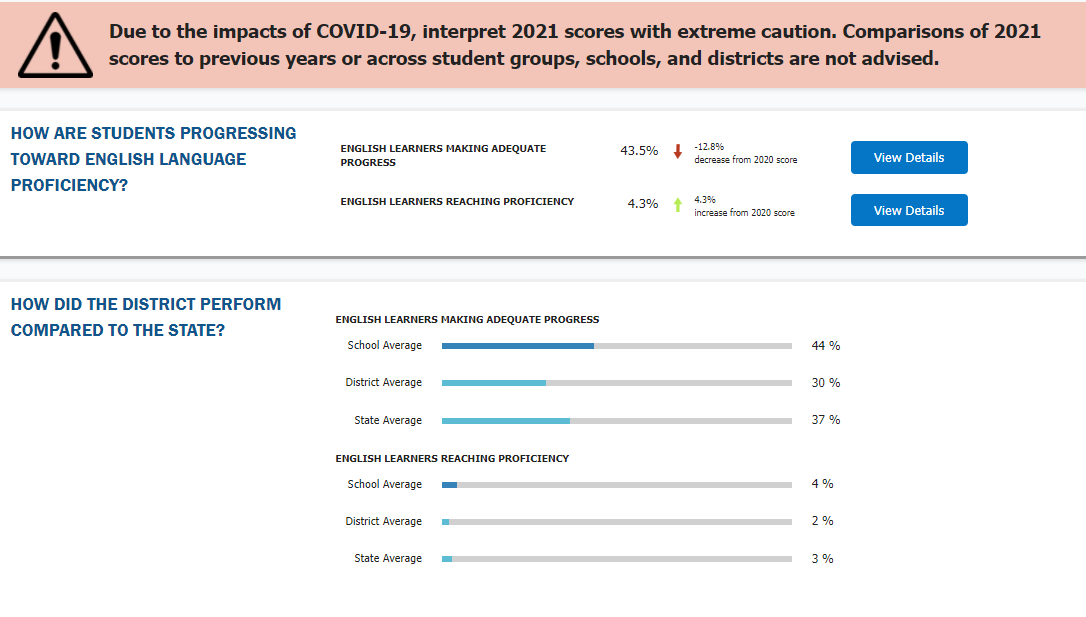 Due to the impacts of COVID-19, interpret 2021 scores with extreme caution. Comparisons of 2021
scores to previous years or across student groups, schools, and districts are not advised.
HOW ARE STUDENTS PROGRESSING
TOWARD ENGLISH LANGUAGE
PROFICIENCY?
ENGLISH LEARNERS MAKING ADEQUATE
PROGRESS
43.5%
-12.8%
decrease from 2020 score
View Details
ENGLISH LEARNERS REACHING PROFICIENCY
4.3%
4.3%
increase from 2020 score
View Details
HOW DID THE DISTRICT PERFORM
COMPARED TO THE STATE?
ENGLISH LEARNERS MAKING ADEQUATE PROGRESS
School Average 44 %
District Average 30 %
State Average 37 %
ENGLISH LEARNERS REACHING PROFICIENCY
School Average 4 %
District Average 2 %
State Average 3 %